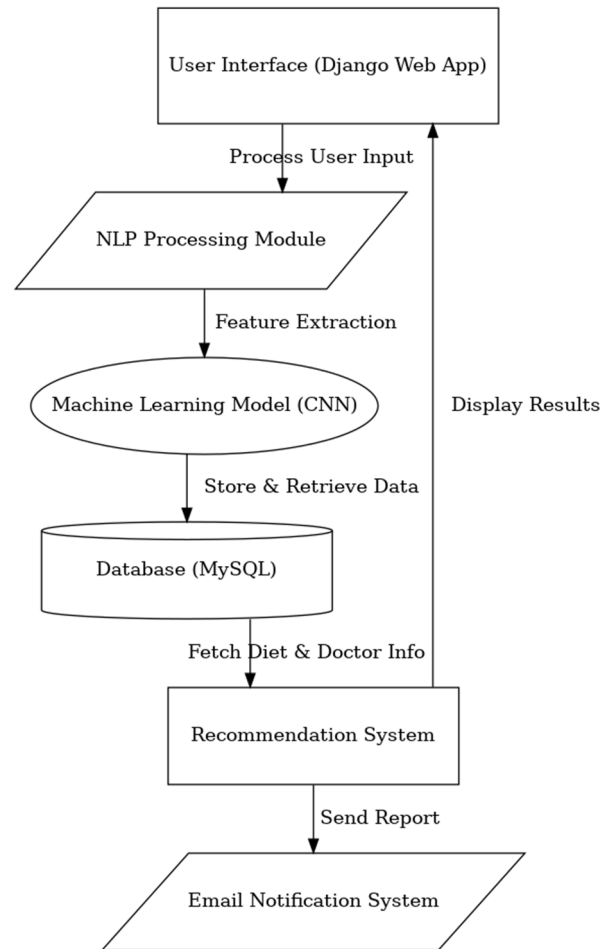 User Interface (Django Web App)
Process User Input
NLP Processing Module
Feature Extraction
Machine Learning Model (CNN)
Display Results
Store & Retrieve Data
Database (MySQL)
Fetch Diet & Doctor Info
Recommendation System
Send Report
Email Notification System